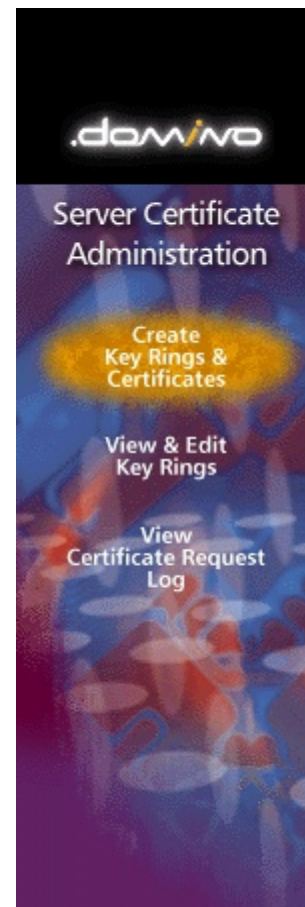 .domino
Server Certificate
Administration
Create
Key Rings &
Certificates
View & Edit
Key Rings
View
Certificate Request
Log